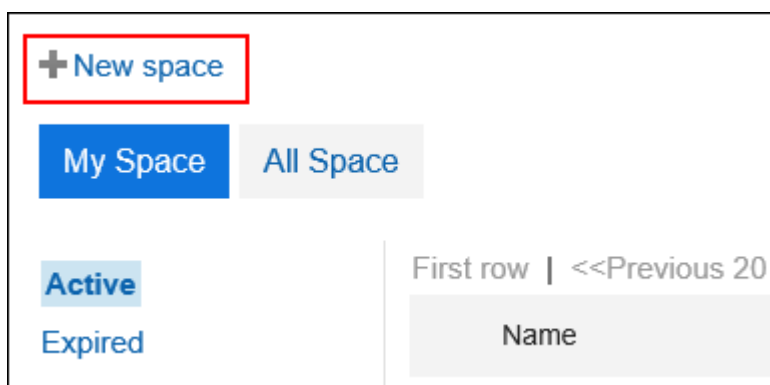 New space
My Space All Space
Active
First row | <<Previous 20
Expired
Name